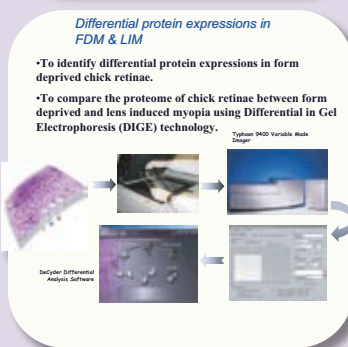 Differential protein expressions in
FDM & LIM
•To identify differential protein expressions in form
deprived chick retinae.
•To compare the proteome of chick retinae between form
deprived and lens induced myopia using Differential in Gel
Electrophoresis (DIGE) technology.
Typhoon 9400 Variable Mode
Imager
DeCyder Differential
Analysis Software